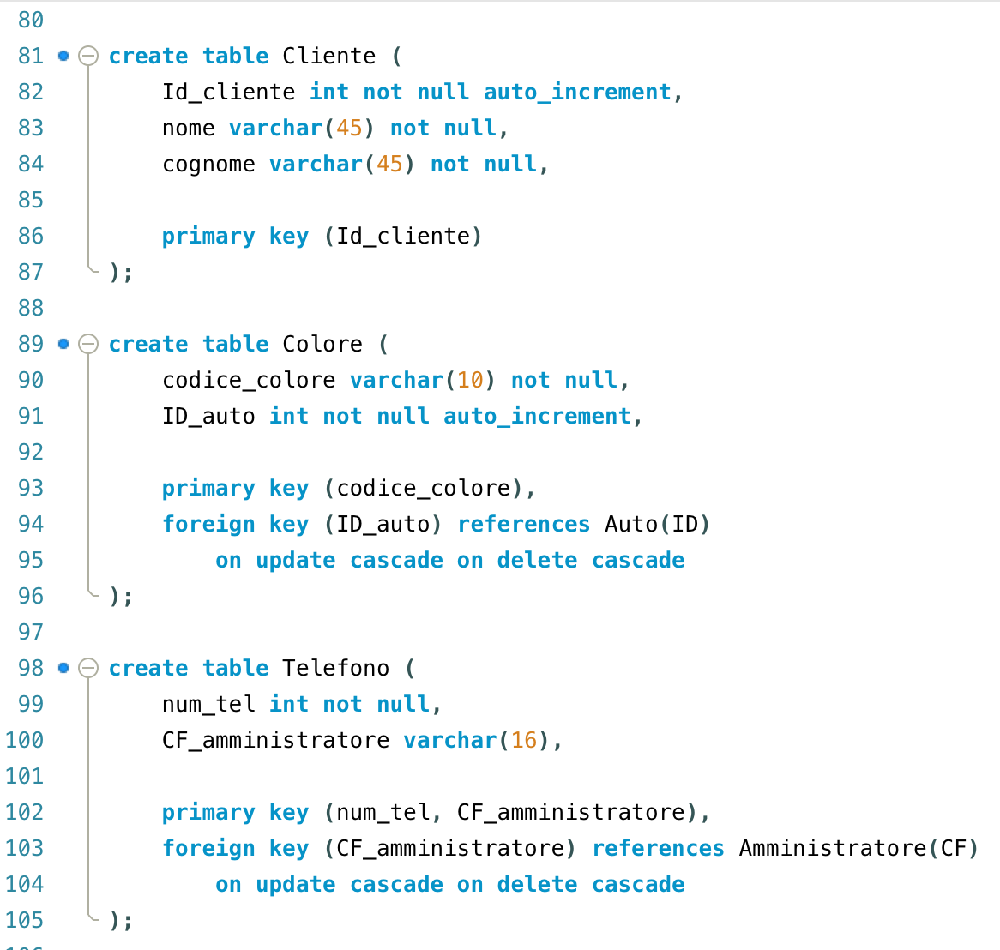 80
81 create table Cliente (
82 Id_cliente int not null auto_increment,
83 nome varchar(45) not null,
84 cognome varchar(45) not null,
85
86 primary key (Id_cliente)
87 );
88
89 create table Colore (
90 codice_colore varchar(10) not null,
91 ID_auto int not null auto_increment,
92
93 primary key (codice_colore),
94 foreign key (ID_auto) references Auto(ID)
95 on update cascade on delete cascade
96 );
97
98 create table Telefono (
99 num_tel int not null,
100 CF_amministratore varchar(16),
101
102 primary key (num_tel, CF_amministratore),
103 foreign key (CF_amministratore) references Amministratore(CF)
104 on update cascade on delete cascade
105 );